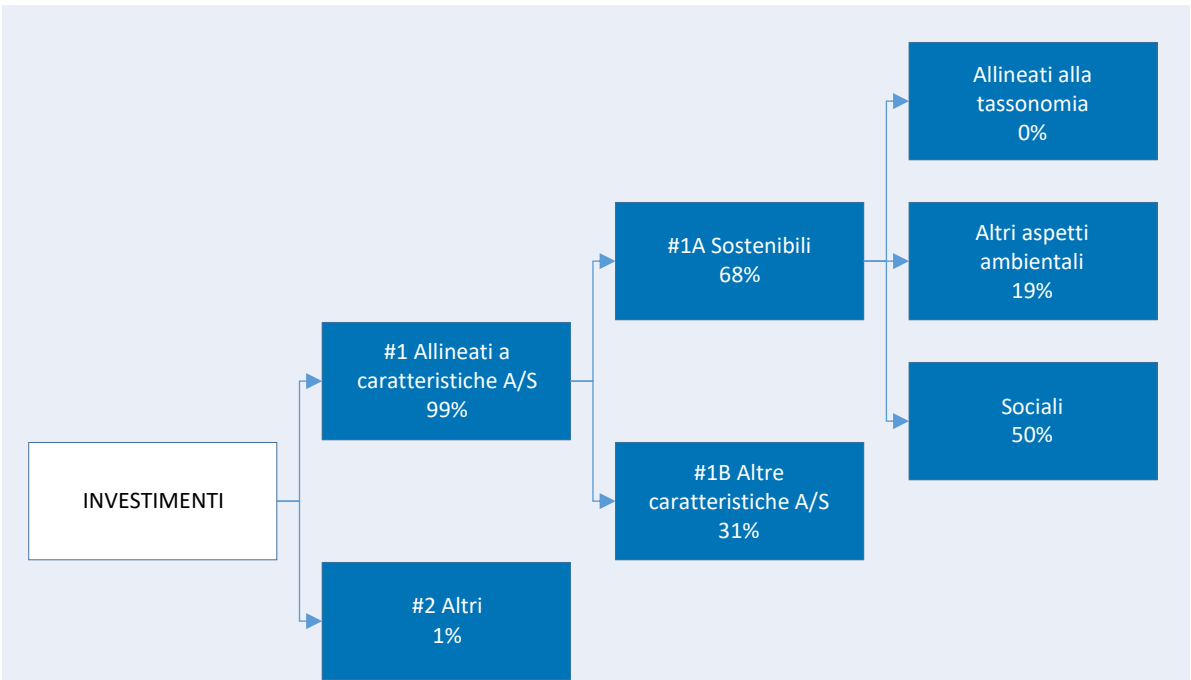 INVESTIMENTI
#1 Allineati a
caratteristiche A/S
99%
#2 Altri
1%
#1A Sostenibili
68%
#1B Altre
caratteristiche A/S
31%
Allineati alla
tassonomia
0%
Altri aspetti
ambientali
19%
Sociali
50%